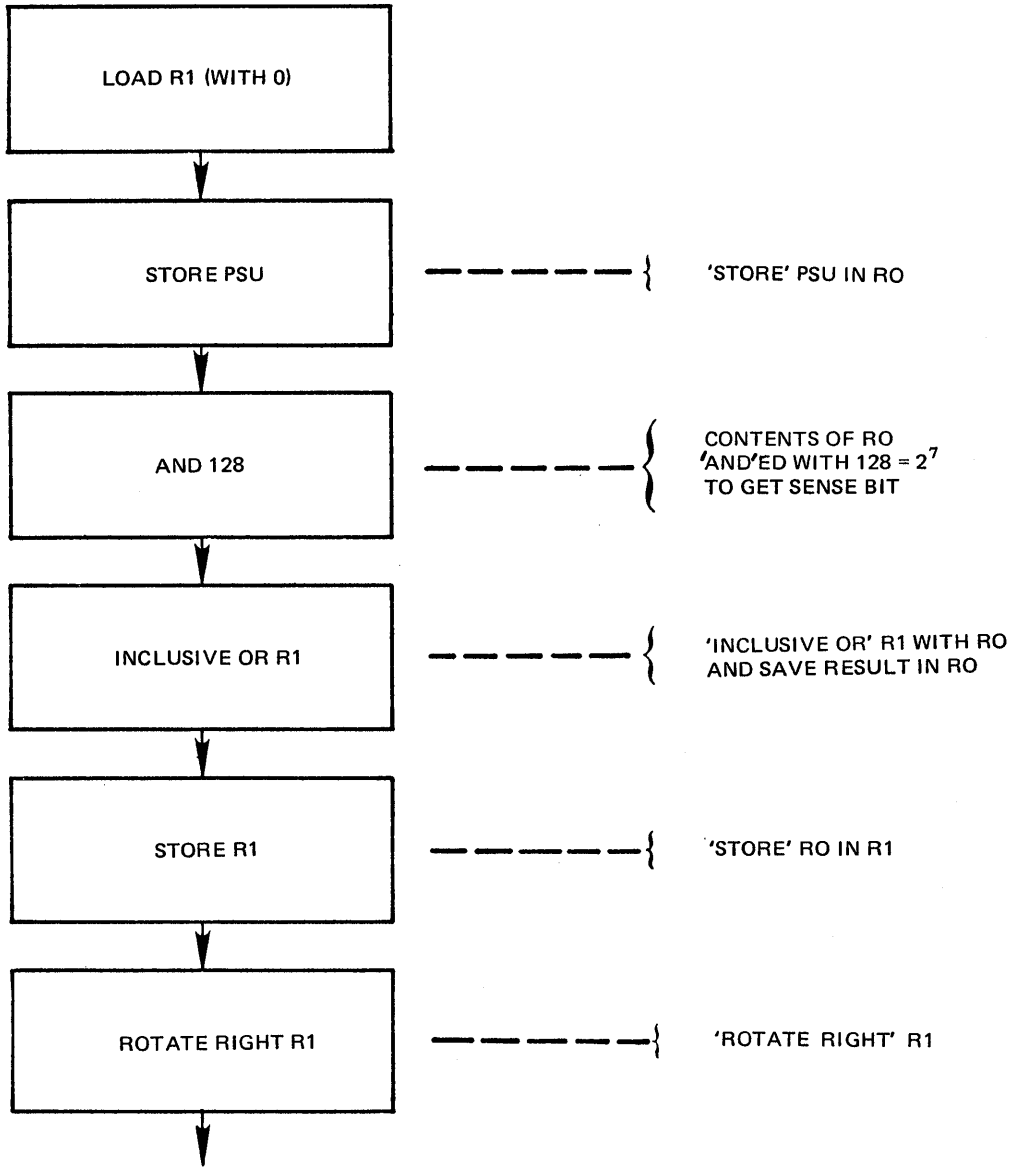 LOAD R1 (WITH 0)
STORE PSU
'STORE' PSU IN RO
AND 128
CONTENTS OF RO
'AND'ED WITH 128 = 2⁷
TO GET SENSE BIT
INCLUSIVE OR R1
'INCLUSIVE OR' R1 WITH RO
AND SAVE RESULT IN RO
STORE R1
'STORE' RO IN R1
ROTATE RIGHT R1
'ROTATE RIGHT' R1